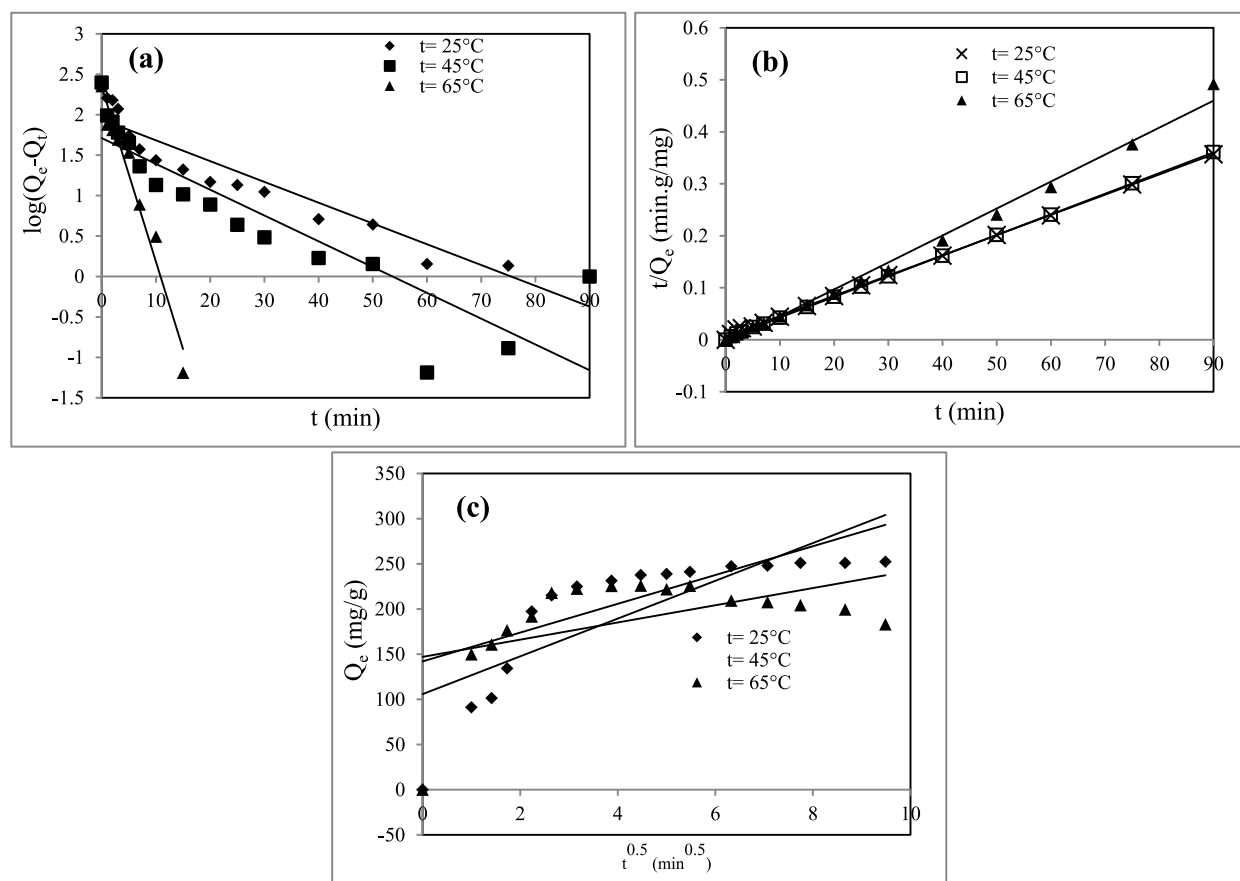 (a)
t= 25°C
t= 45°C
t= 65°C
3
2.5
2
1.5
1
0.5
0
-0.5
-1
-1.5
0 10 20 30 40 50 60 70 80 90
log(Qe-Qt)
t (min)
(b)
t= 25°C
t= 45°C
t= 65°C
0.6
0.5
0.4
0.3
0.2
0.1
0
-0.1
0 10 20 30 40 50 60 70 80 90
t/Qe (min.g/mg)
t (min)
(c)
350
300
250
200
150
100
50
0
-50
0 2 4 6 8 10
Qe (mg/g)
t= 25°C
t= 45°C
t= 65°C
t^0.5 (min^0.5)